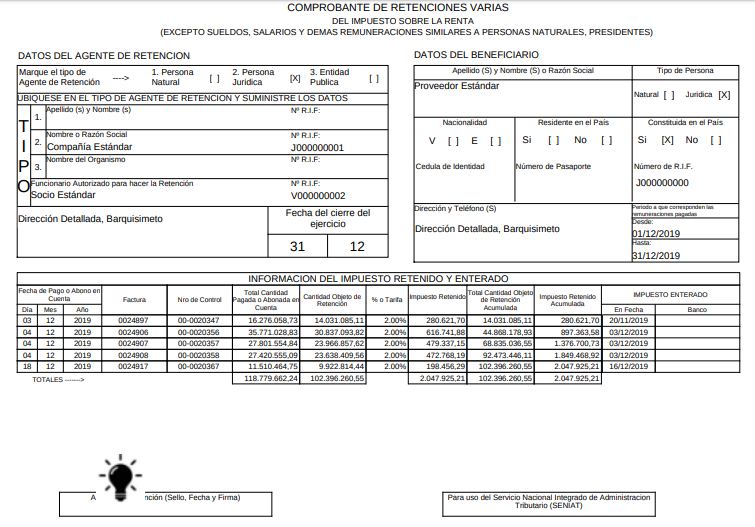 COMPROBANTE DE RETENCIONES VARIAS
DEL IMPUESTO SOBRE LA RENTA
(EXCEPTO SUELDOS, SALARIOS Y DEMAS REMUNERACIONES SIMILARES A PERSONAS NATURALES, PRESIDENTES)
DATOS DEL AGENTE DE RETENCION
Marque el tipo de Agente de Retención ----> 1. Persona Natural [ ] 2. Persona Juridica [X] 3. Entidad Publica [ ]
UBIQUESE EN EL TIPO DE AGENTE DE RETENCION Y SUMINISTRE LOS DATOS
TIPO
1. Apellido (s) y Nombre (s) Nº R.I.F:
2. Nombre o Razón Social Nº R.I.F:
Compañía Estándar J000000001
3. Nombre del Organismo Nº R.I.F:
Funcionario Autorizado para hacer la Retención Nº R.I.F:
Socio Estándar V000000002
Dirección Detallada, Barquisimeto
Fecha del cierre del ejercicio
31 12
DATOS DEL BENEFICIARIO
Apellido (S) y Nombre (S) o Razón Social Tipo de Persona
Proveedor Estándar
Natural [ ] Juridica [X]
Nacionalidad Residente en el País Constituida en el País
V [ ] E [ ] Si [ ] No [ ] Si [X] No [ ]
Cedula de Identidad Número de Pasaporte Número de R.I.F.
J000000000
Dirección y Teléfono (S)
Dirección Detallada, Barquisimeto
Periodo a que corresponden las remuneraciones pagadas
Desde:
01/12/2019
Hasta:
31/12/2019
INFORMACION DEL IMPUESTO RETENIDO Y ENTERADO
Fecha de Pago o Abono en Cuenta Factura Nro de Control Total Cantidad Pagada o Abonada en Cuenta Cantidad Objeto de Retención % o Tarifa Impuesto Retenido Total Cantidad Objeto de Retención Acumulada Impuesto Retenido Acumulada IMPUESTO ENTERADO
Día Mes Año En Fecha Banco
03 12 2019 0024897 00-0020347 16.276.058,73 14.031.085,11 2.00% 280.621,70 14.031.085,11 280.621,70 20/11/2019
04 12 2019 0024906 00-0020356 35.771.028,83 30.837.093,82 2.00% 616.741,88 44.868.178,93 897.363,58 03/12/2019
04 12 2019 0024907 00-0020357 27.801.554,84 23.966.857,62 2.00% 479.337,15 68.835.036,55 1.376.700,73 03/12/2019
04 12 2019 0024908 00-0020358 27.420.555,09 23.638.409,56 2.00% 472.768,19 92.473.446,11 1.849.468,92 03/12/2019
18 12 2019 0024917 00-0020367 11.510.464,75 9.922.814,44 2.00% 198.456,29 102.396.260,55 2.047.925,21 16/12/2019
TOTALES -------> 118.779.662,24 102.396.260,55 2.047.925,21 102.396.260,55 2.047.925,21
(Sello, Fecha y Firma)
Para uso del Servicio Nacional Integrado de Administracion Tributario (SENIAT)